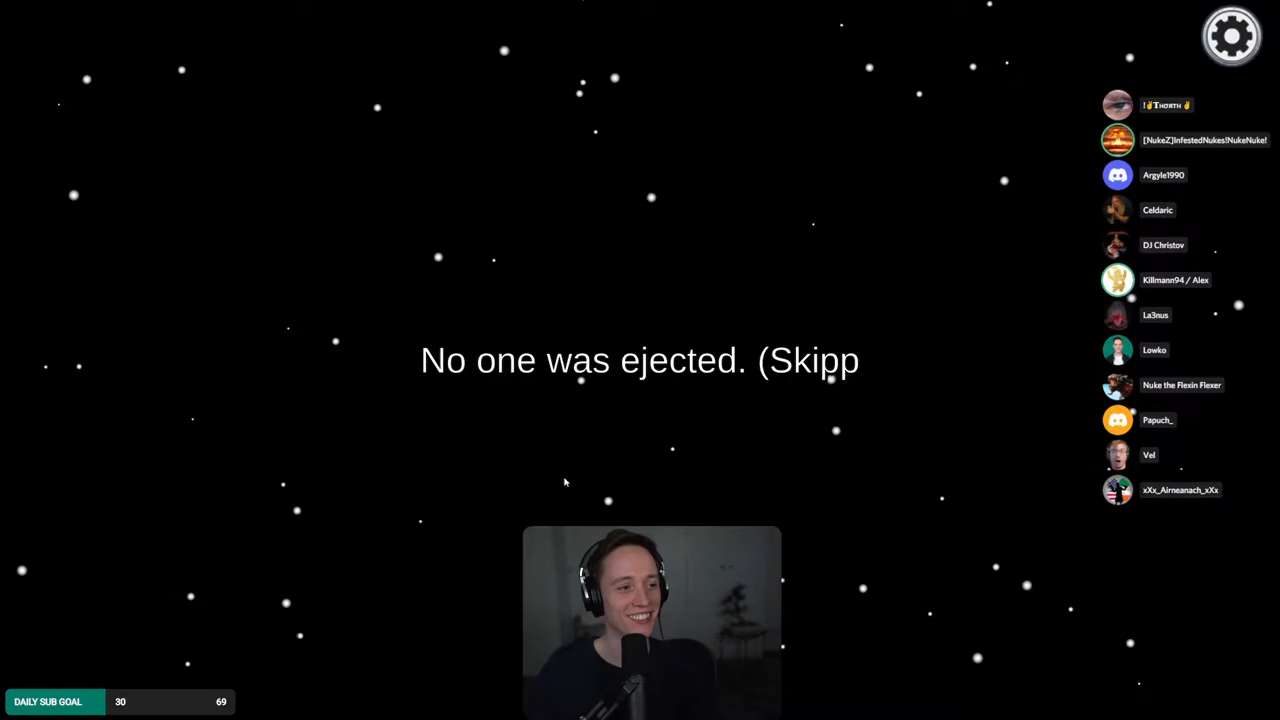 !✌Tʜσʀᴛʜ ✌
[NukeZ]InfestedNukes!NukeNuke!
Argyle1990
Celdaric
DJ Christov
Killmann94 / Alex
La3nus
No one was ejected. (Skipp
Lowko
Nuke the Flexin Flexer
Papuch_
Vel
xXx_Airneanach_xXx
DAILY SUB GOAL 30 69